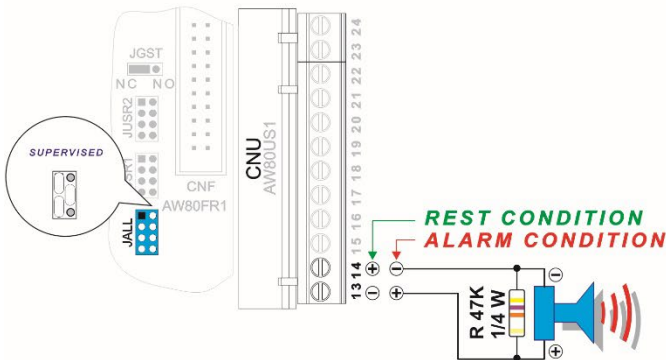 JGST
NC NO
JUSR2
SUPERVISED
SR1
JALL
CNF
AW80FR1
CNU
AW80US1
24
23
22
21
20
19
18
17
16
15
14
13
+ −
− +
REST CONDITION
ALARM CONDITION
R 47K
1/4 W
−
+